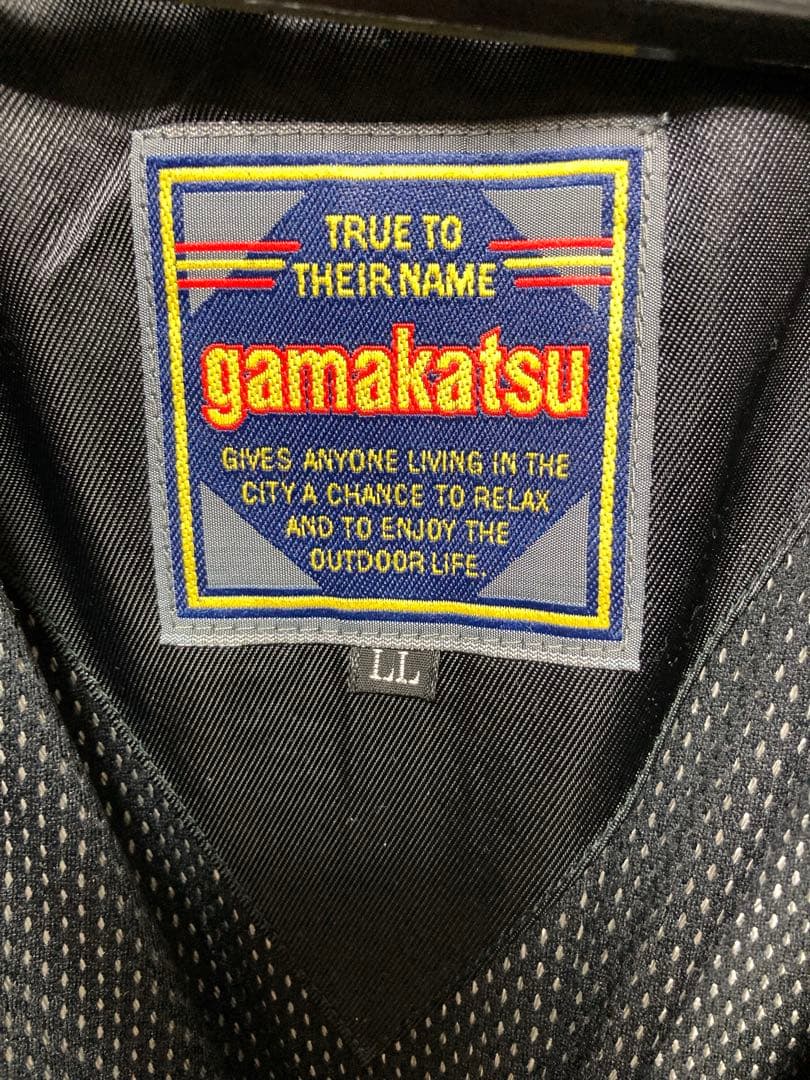 TRUE TO
THEIR NAME
gamakatsu
GIVES ANYONE LIVING IN THE
CITY A CHANCE TO RELAX
AND TO ENJOY THE
OUTDOOR LIFE.
LL